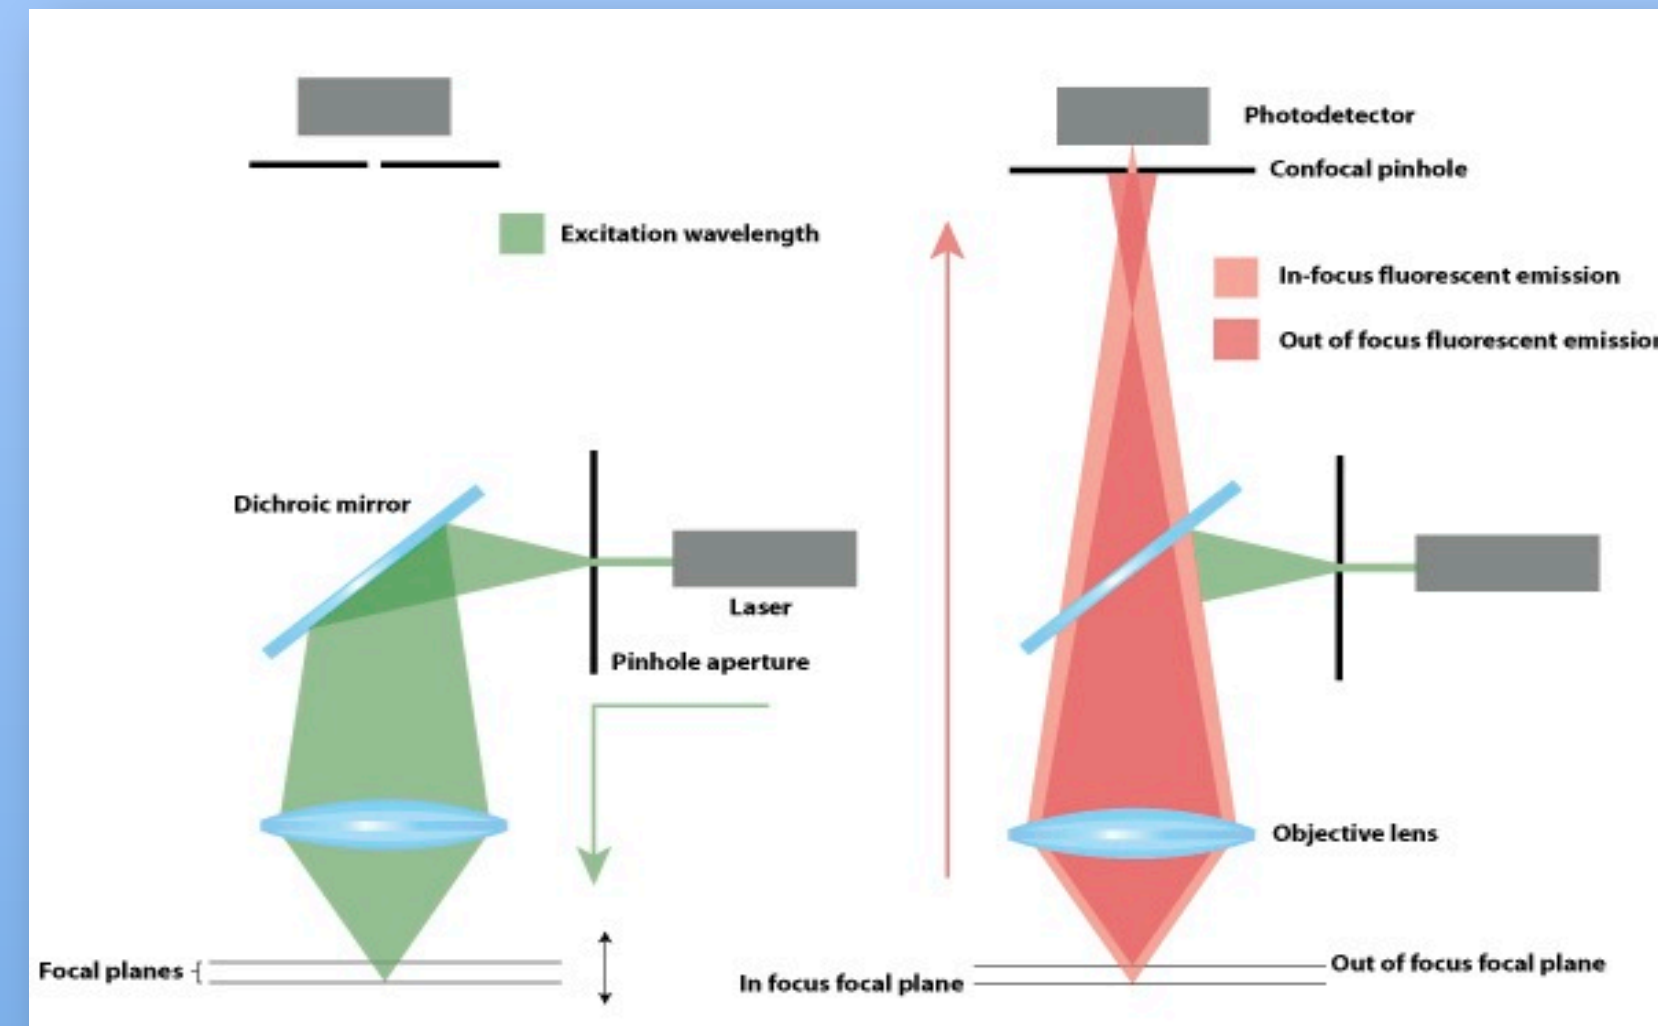 Photodetector
Confocal pinhole
Excitation wavelength
In-focus fluorescent emission
Out of focus fluorescent emission
Dichroic mirror
Laser
Pinhole aperture
Objective lens
Focal planes
In focus focal plane
Out of focus focal plane